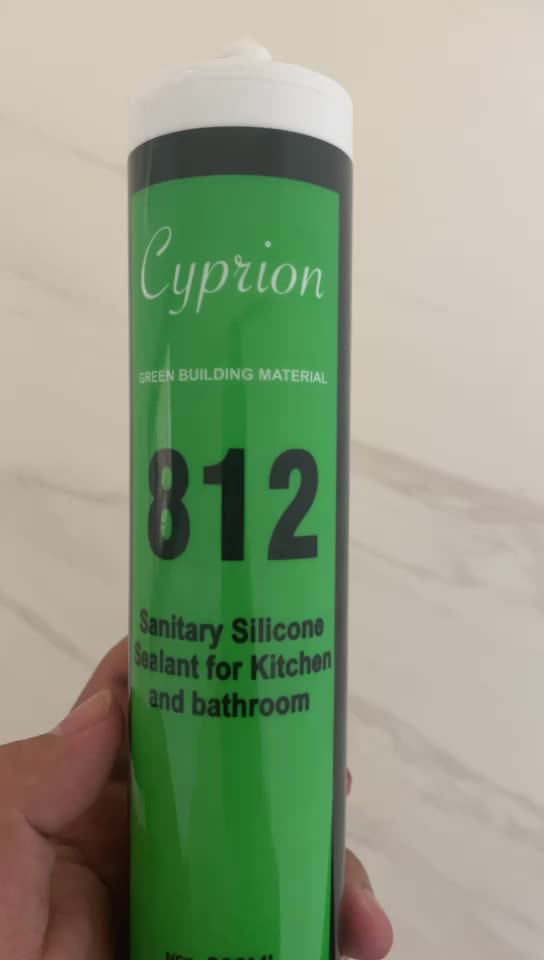 Cyprion
GREEN BUILDING MATERIAL
812
Sanitary Silicone
Sealant for Kitchen
and bathroom